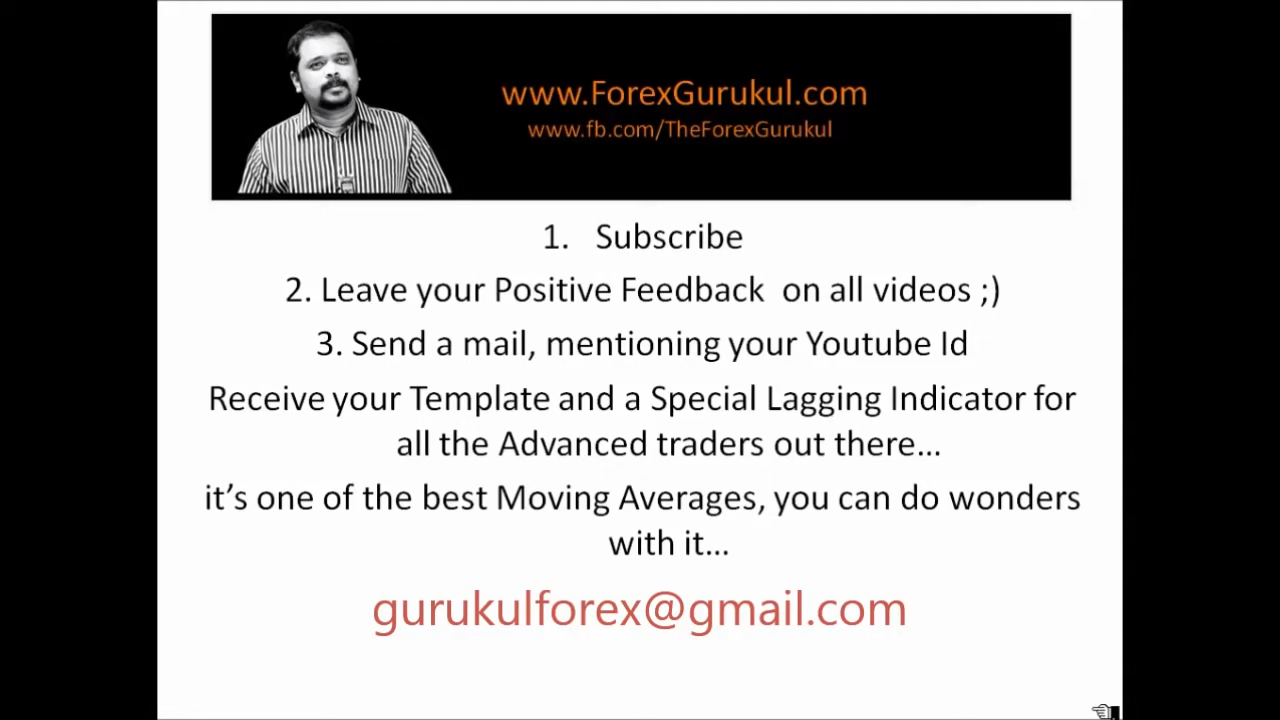 www.ForexGurukul.com
www.fb.com/TheForexGurukul
1. Subscribe
2. Leave your Positive Feedback on all videos ;)
3. Send a mail, mentioning your Youtube Id
Receive your Template and a Special Lagging Indicator for
all the Advanced traders out there...
it’s one of the best Moving Averages, you can do wonders
with it...
gurukulforex@gmail.com